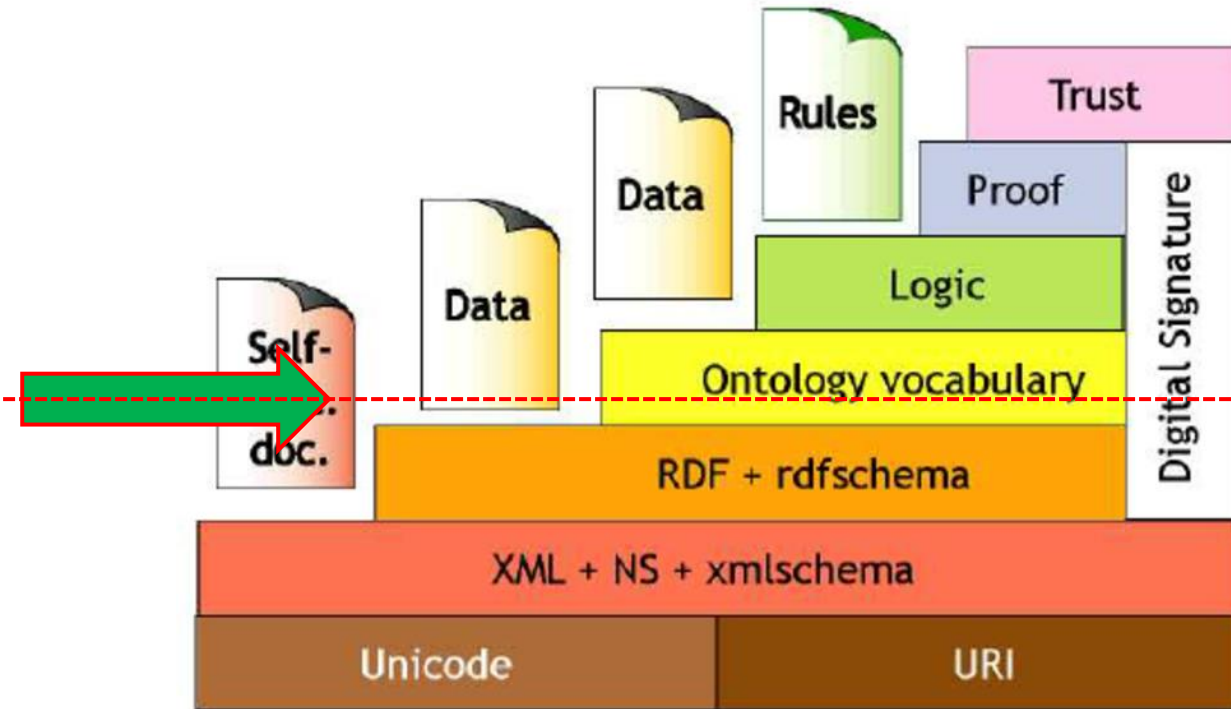 Rules
Trust
Data
Proof
Data
Logic
Digital Signature
Self-
doc.
Ontology vocabulary
RDF + rdfschema
XML + NS + xmlschema
Unicode
URI